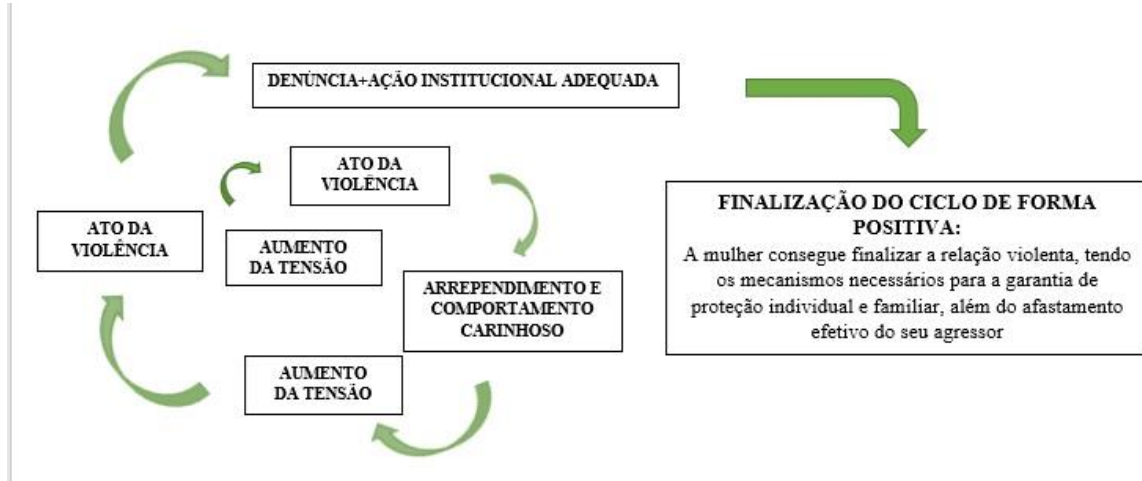 DENÚNCIA+AÇÃO INSTITUCIONAL ADEQUADA
ATO DA
VIOLÊNCIA
ATO DA
VIOLÊNCIA
AUMENTO
DA TENSÃO
ARREPENDIMENTO E
COMPORTAMENTO
CARINHOSO
AUMENTO
DA TENSÃO
FINALIZAÇÃO DO CICLO DE FORMA
POSITIVA:
A mulher consegue finalizar a relação violenta, tendo
os mecanismos necessários para a garantia de
proteção individual e familiar, além do afastamento
efetivo do seu agressor